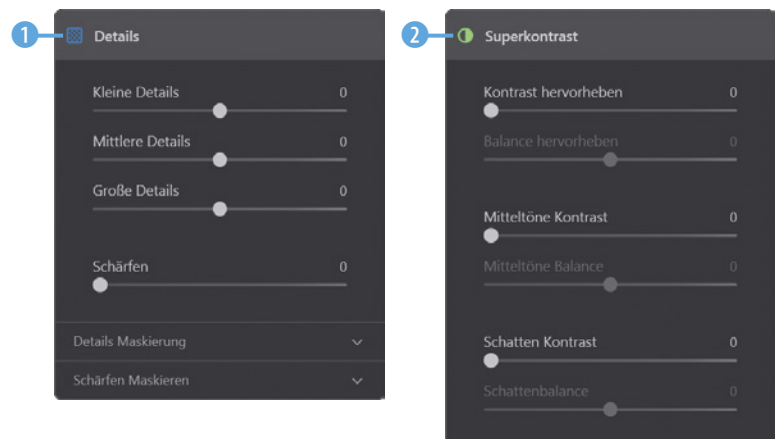 1
Details
Kleine Details 0
Mittlere Details 0
Große Details 0
Schärfen 0
Details Maskierung
Schärfen Maskieren
2
Superkontrast
Kontrast hervorheben 0
Balance hervorheben 0
Mitteltöne Kontrast 0
Mitteltöne Balance 0
Schatten Kontrast 0
Schattenbalance 0